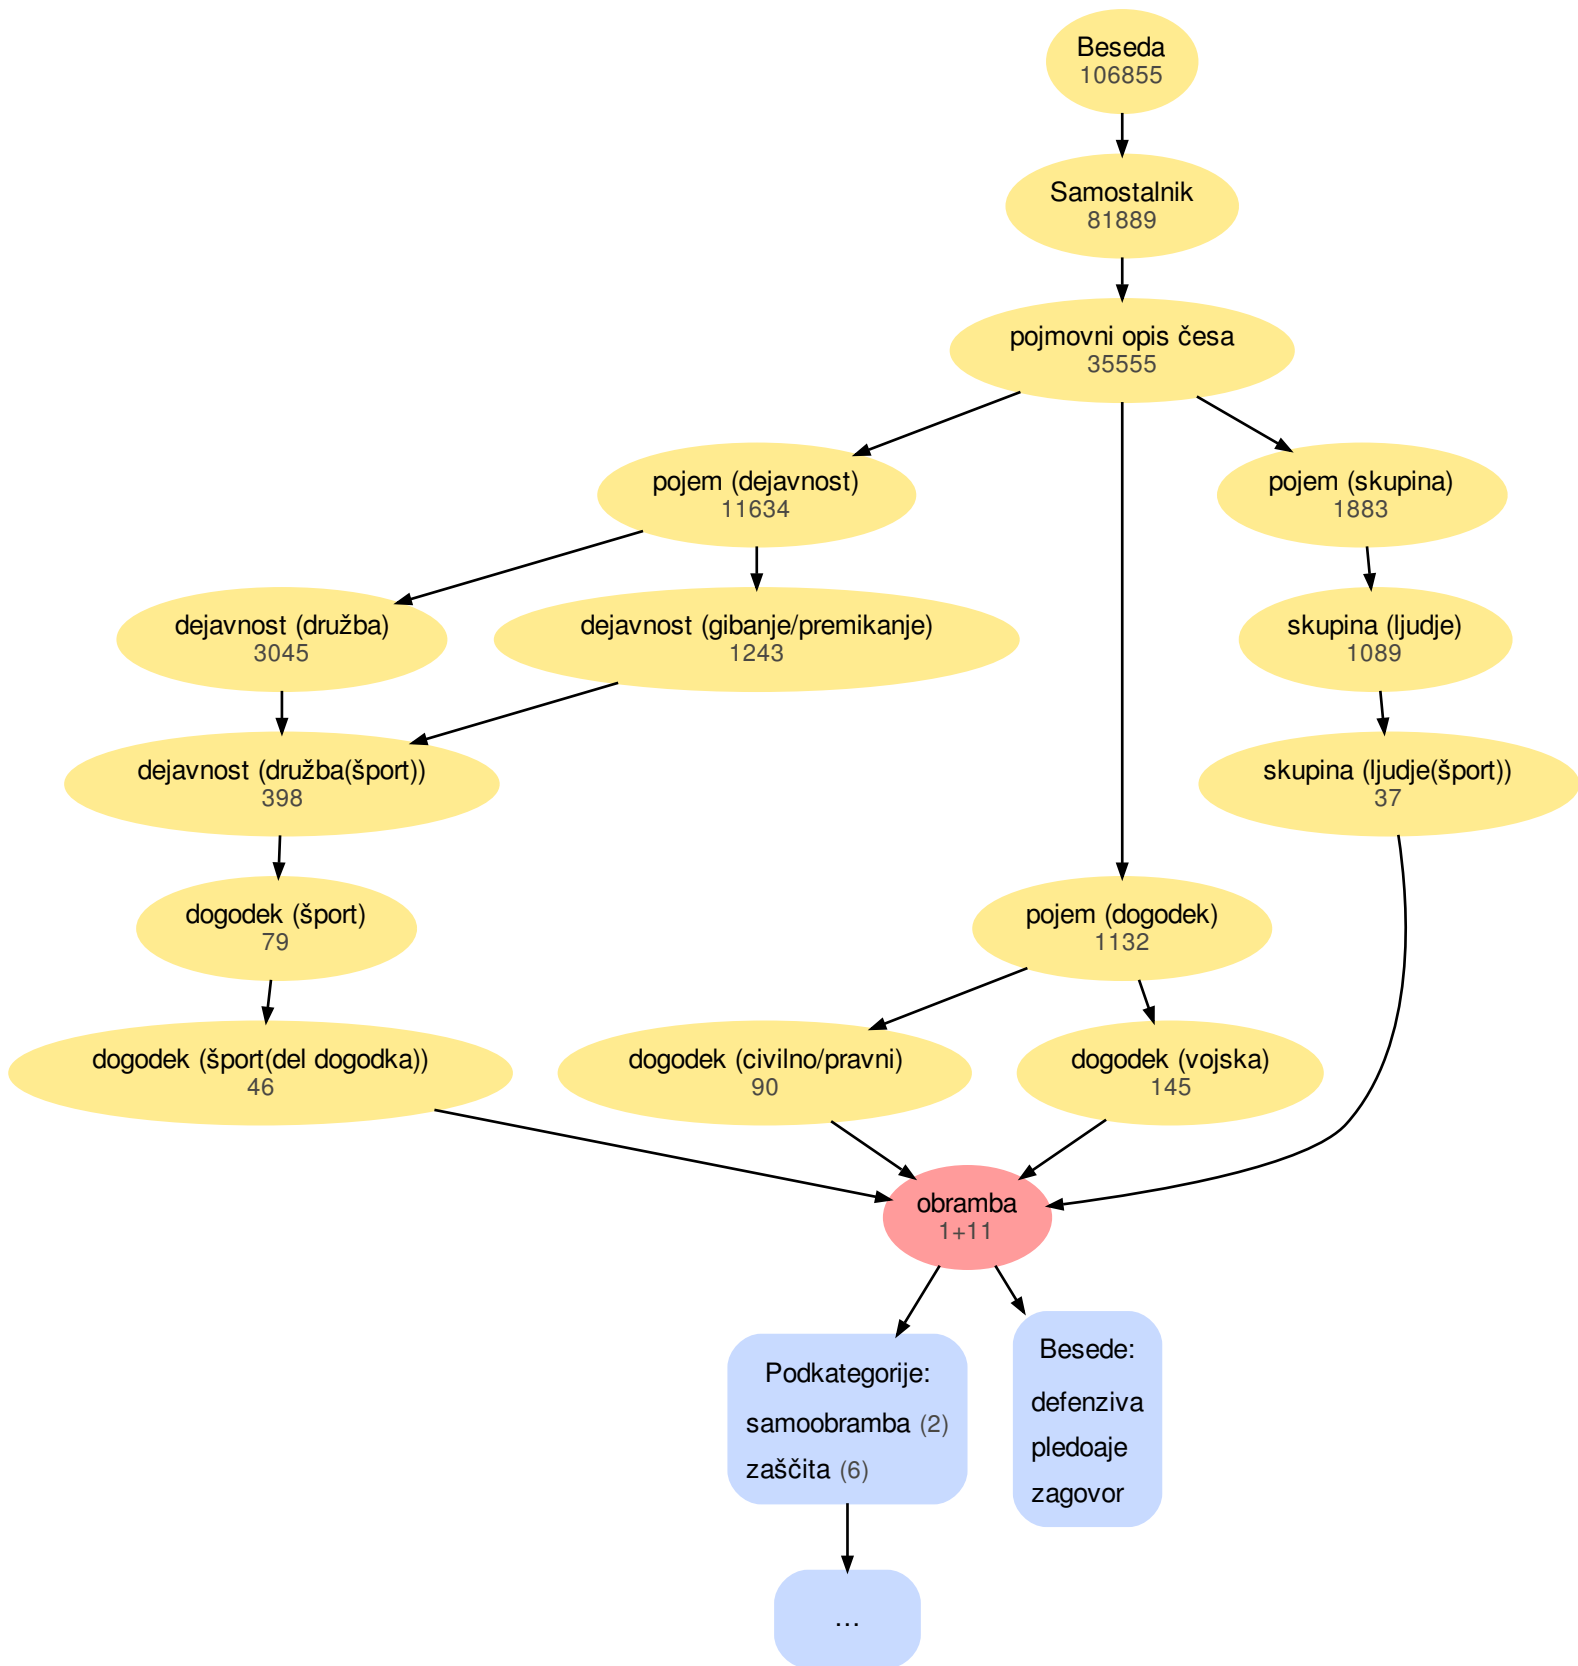 Beseda
106855
Samostalnik
81889
pojmovni opis česa
35555
pojem (dejavnost)
11634
pojem (skupina)
1883
dejavnost (družba)
3045
dejavnost (gibanje/premikanje)
1243
skupina (ljudje)
1089
dejavnost (družba(šport))
398
skupina (ljudje(šport))
37
dogodek (šport)
79
pojem (dogodek)
1132
dogodek (šport(del dogodka))
46
dogodek (civilno/pravni)
90
dogodek (vojska)
145
obramba
1+11
Podkategorije:
samoobramba (2)
zaščita (6)
Besede:
defenziva
pledoaje
zagovor
...